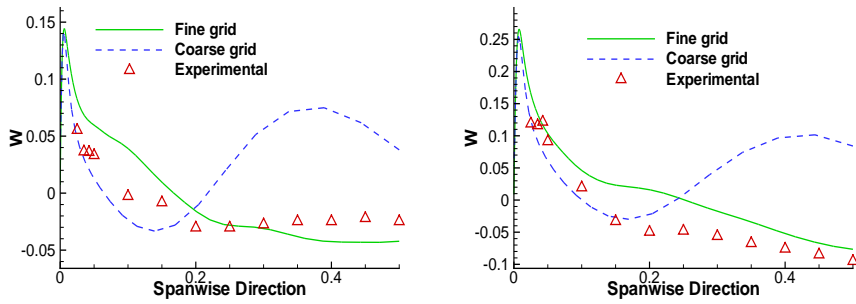 0.15
0.1
0.05
0
-0.05
W
0
0.2
0.4
Spanwise Direction
Fine grid
Coarse grid
Experimental
0.25
0.2
0.15
0.1
0.05
0
-0.05
-0.1
W
0
0.2
0.4
Spanwise Direction
Fine grid
Coarse grid
Experimental